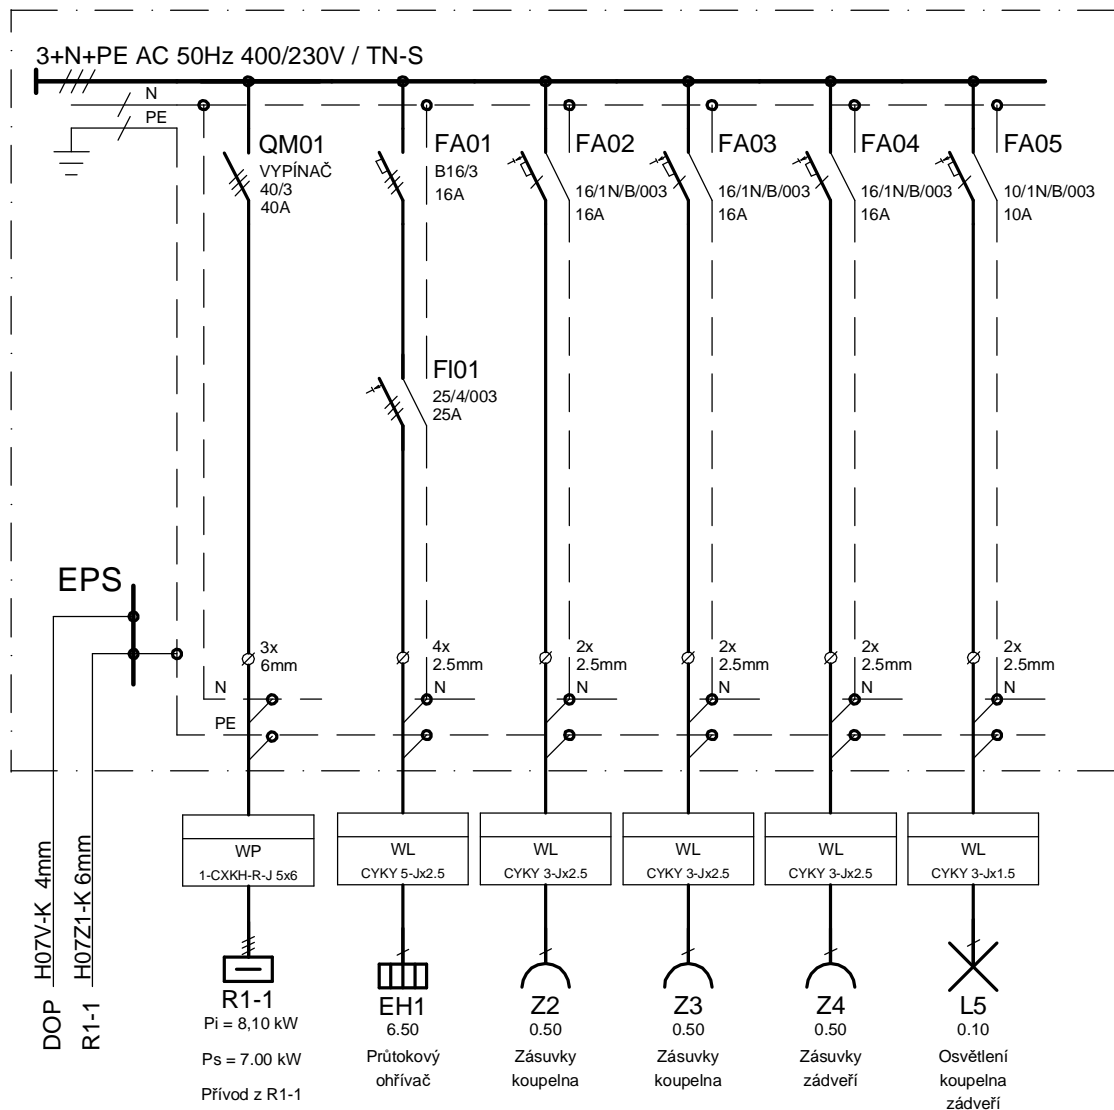 3+N+PE AC 50Hz 400/230V / TN-S
N
PE
QM01
VYPÍNAČ
40/3
40A
FA01
B16/3
16A
FA02
16/1N/B/003
16A
FA03
16/1N/B/003
16A
FA04
16/1N/B/003
16A
FA05
10/1N/B/003
10A
FI01
25/4/003
25A
EPS
3x
6mm
4x
2.5mm
2x
2.5mm
2x
2.5mm
2x
2.5mm
2x
2.5mm
N
N
N
N
N
N
PE
DOP
H07V-K 4mm
R1-1
H07Z1-K 6mm
WP
1-CXKH-R-J 5x6
WL
CYKY 5-Jx2.5
WL
CYKY 3-Jx2.5
WL
CYKY 3-Jx2.5
WL
CYKY 3-Jx2.5
WL
CYKY 3-Jx1.5
R1-1
Pi = 8,10 kW
Ps = 7.00 kW
Přívod z R1-1
EH1
6.50
Průtokový
ohřívač
Z2
0.50
Zásuvky
koupelna
Z3
0.50
Zásuvky
koupelna
Z4
0.50
Zásuvky
zádveří
L5
0.10
Osvětlení
koupelna
zádveří